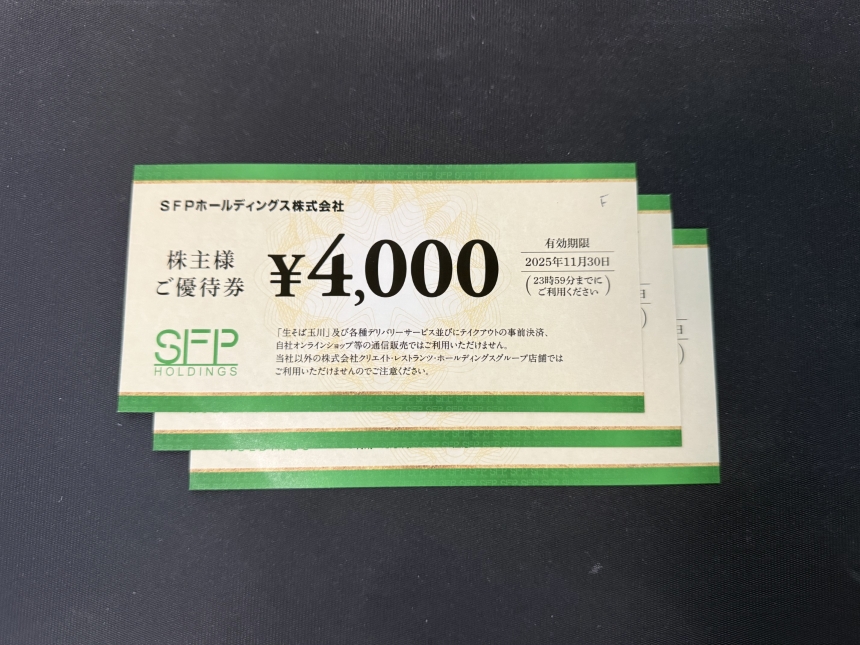 SFPホールディングス株式会社
F
株主様
ご優待券
¥4,000
有効期限
2025年11月30日
(23時59分までに
ご利用ください)
SFP
HOLDINGS
「生そば玉川」及び各種デリバリーサービス並びにテイクアウトの事前決済、
自社オンラインショップ等の通信販売ではご利用いただけません。
当社以外の株式会社クリエイト・レストランツ・ホールディングスグループ店舗では
ご利用いただけませんのでご注意ください。
日
)
日
)